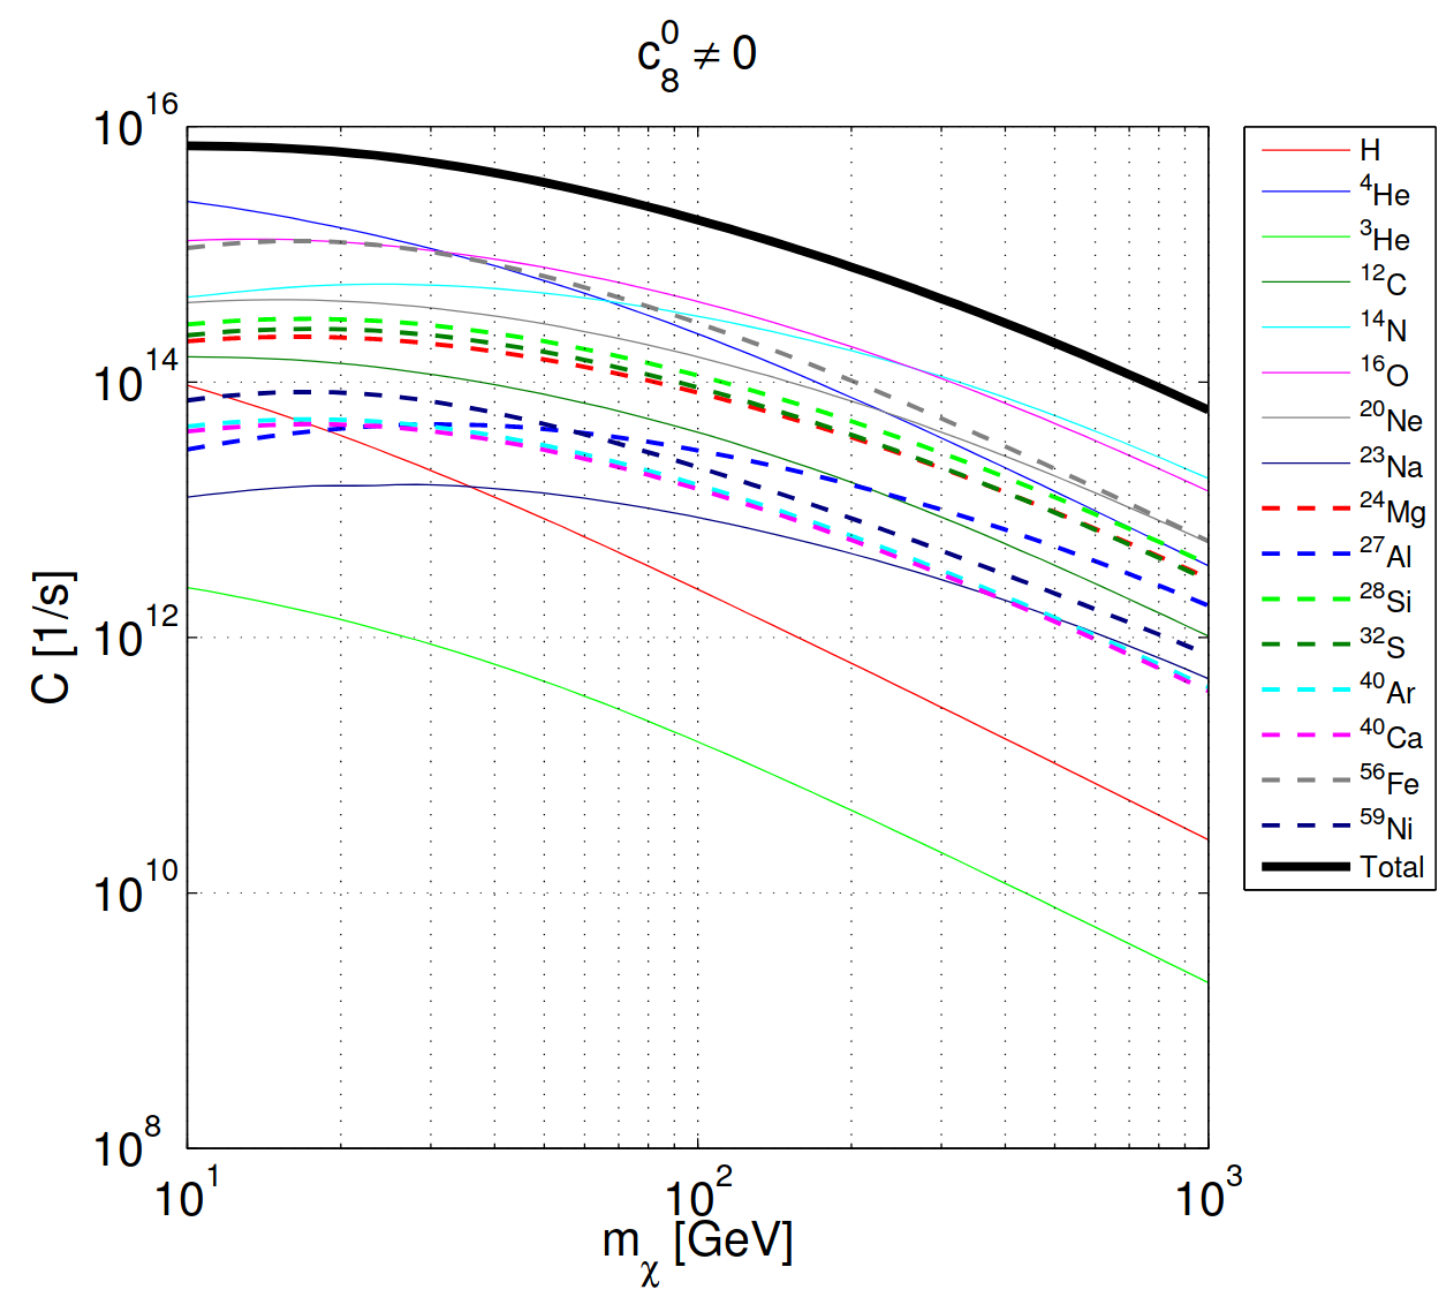 c⁰₈ ≠ 0
C [1/s]
10¹⁶
10¹⁴
10¹²
10¹⁰
10⁸
10¹ 10² 10³
m_χ [GeV]
H
⁴He
³He
¹²C
¹⁴N
¹⁶O
²⁰Ne
²³Na
²⁴Mg
²⁷Al
²⁸Si
³²S
⁴⁰Ar
⁴⁰Ca
⁵⁶Fe
⁵⁹Ni
Total